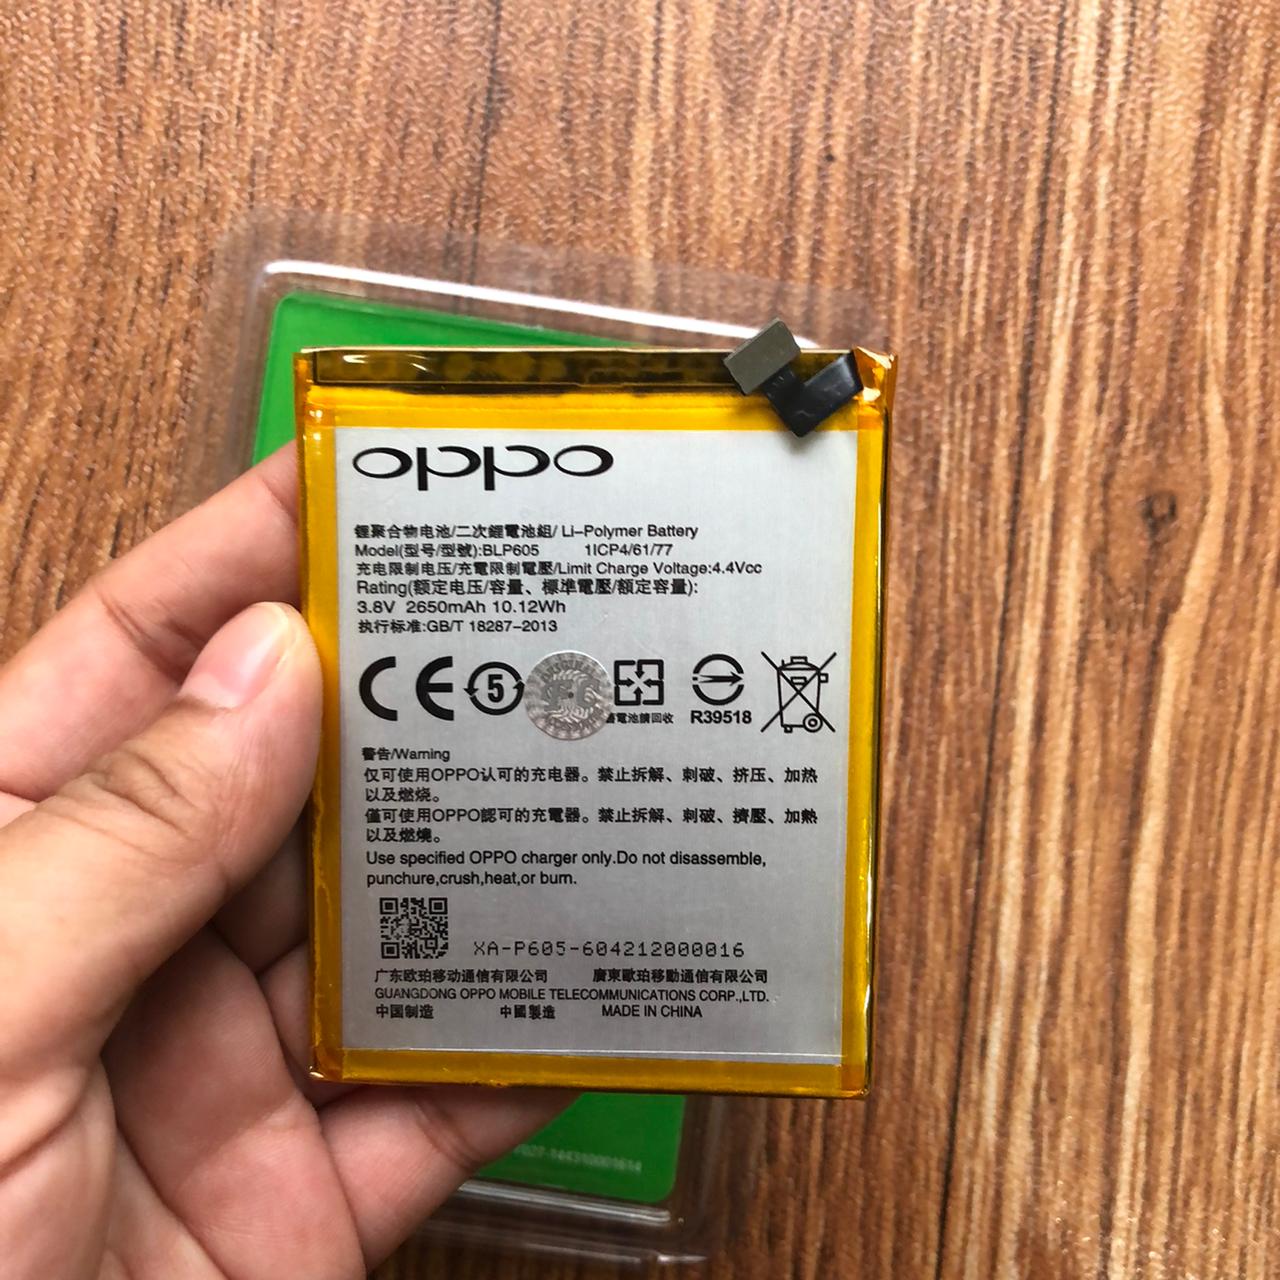 oppo
鋰聚合物电池/二次鋰電池組/ Li-Polymer Battery
Model(型号/型號):BLP605 1ICP4/61/77
充电限制电压/充電限制電壓/Limit Charge Voltage:4.4Vcc
Rating(额定电压/容量、標準電壓/額定容量):
3.8V 2650mAh 10.12Wh
执行标准:GB/T 18287-2013
CE 5
電池請回收 R39518
警告/Warning
仅可使用OPPO认可的充电器。禁止拆解、刺破、挤压、加热
以及燃烧。
僅可使用OPPO認可的充電器。禁止拆解、刺破、擠壓、加熱
以及燃燒。
Use specified OPPO charger only.Do not disassemble,
punchure,crush,heat,or burn.
XA-P605-604212000016
广东欧珀移动通信有限公司 廣東歐珀移動通信有限公司
GUANGDONG OPPO MOBILE TELECOMMUNICATIONS CORP.,LTD.
中国制造 中國製造 MADE IN CHINA